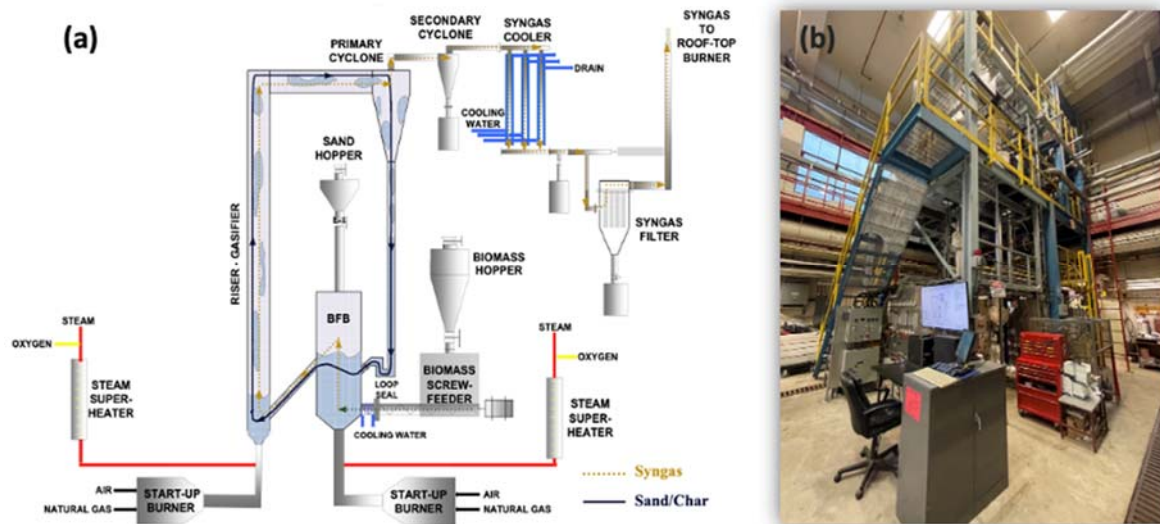 (a)
PRIMARY
CYCLONE
SECONDARY
CYCLONE
SYNGAS
COOLER
SYNGAS
TO
ROOF-TOP
BURNER
DRAIN
COOLING
WATER
SAND
HOPPER
RISER - GASIFIER
SYNGAS
FILTER
BIOMASS
HOPPER
BFB
STEAM
OXYGEN
STEAM
SUPER-
HEATER
LOOP
SEAL
BIOMASS
SCREW-
FEEDER
STEAM
OXYGEN
STEAM
SUPER-
HEATER
COOLING WATER
AIR
NATURAL GAS
START-UP
BURNER
START-UP
BURNER
AIR
NATURAL GAS
Syngas
Sand/Char
(b)